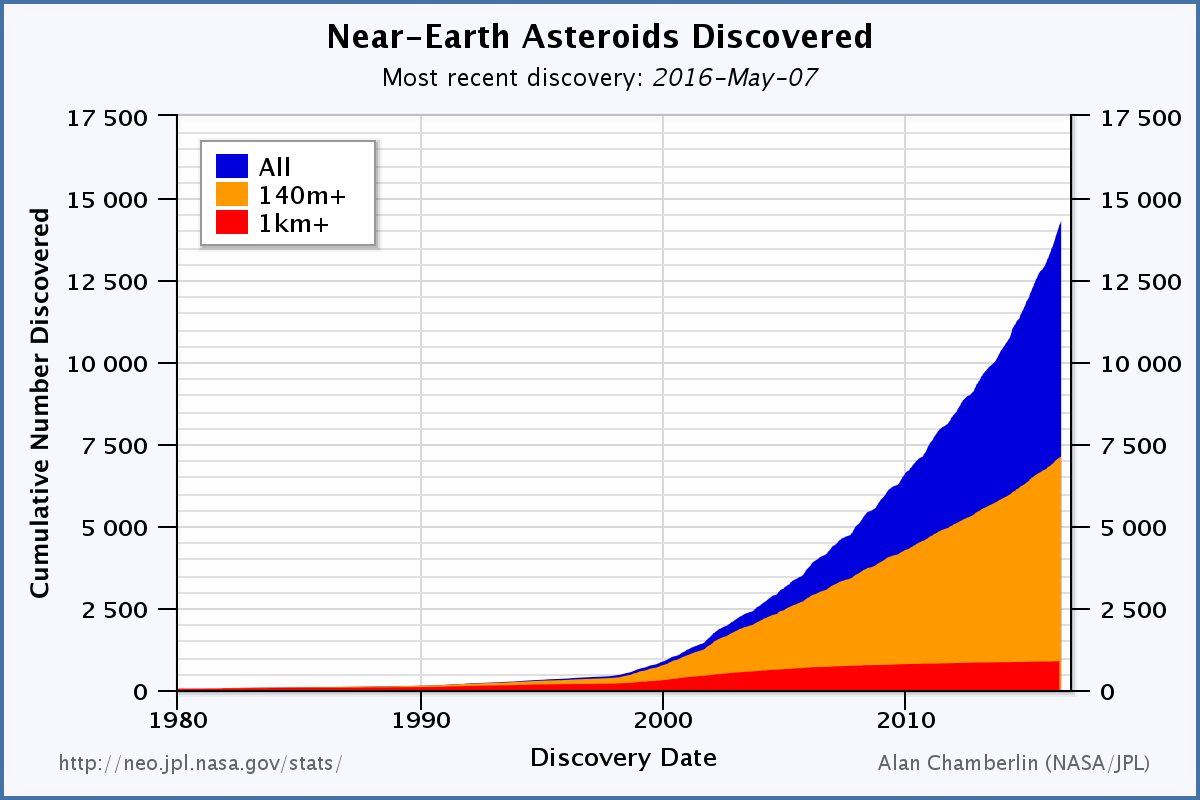 Near-Earth Asteroids Discovered
Most recent discovery: 2016-May-07
17 500
17 500
All
140m+
1km+
15 000
15 000
12 500
12 500
10 000
10 000
7 500
7 500
5 000
5 000
2 500
2 500
0
0
Cumulative Number Discovered
1980
1990
2000
2010
Discovery Date
http://neo.jpl.nasa.gov/stats/
Alan Chamberlin (NASA/JPL)